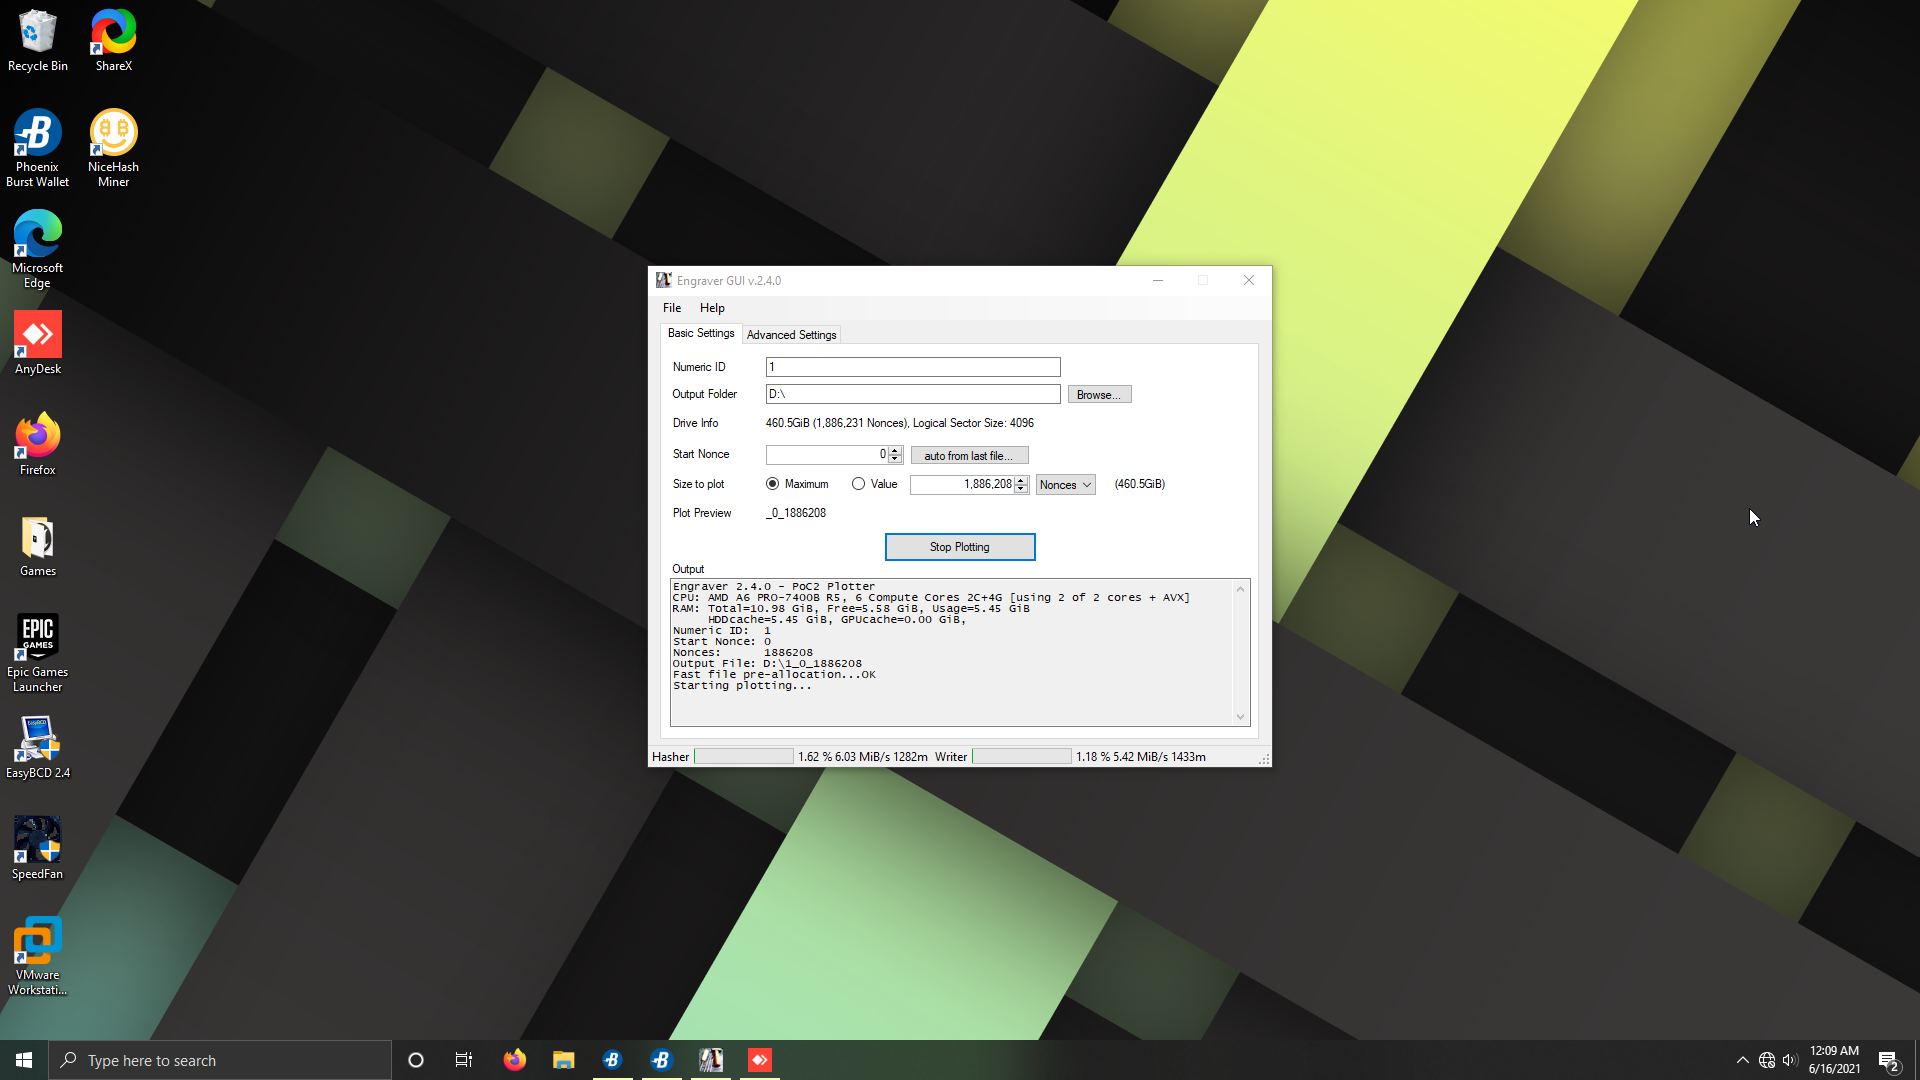 Recycle Bin
ShareX
Phoenix
Burst Wallet
NiceHash
Miner
Microsoft
Edge
AnyDesk
Firefox
Games
EPIC
GAMES
Epic Games
Launcher
EasyBCD 2.4
SpeedFan
VMware
Workstati...
Engraver GUI v.2.4.0
File Help
Basic Settings Advanced Settings
Numeric ID 1
Output Folder D:\ Browse...
Drive Info 460.5GiB (1,886,231 Nonces), Logical Sector Size: 4096
Start Nonce 0 auto from last file...
Size to plot Maximum Value 1,886,208 Nonces (460.5GiB)
Plot Preview _0_1886208
Stop Plotting
Output
Engraver 2.4.0 - PoC2 Plotter
CPU: AMD A6 PRO-7400B R5, 6 Compute Cores 2C+4G [using 2 of 2 cores + AVX]
RAM: Total=10.98 GiB, Free=5.58 GiB, Usage=5.45 GiB
HDDcache=5.45 GiB, GPUcache=0.00 GiB,
Numeric ID: 1
Start Nonce: 0
Nonces: 1886208
Output File: D:\1_0_1886208
Fast file pre-allocation...OK
Starting plotting...
Hasher 1.62 % 6.03 MiB/s 1282m Writer 1.18 % 5.42 MiB/s 1433m
Type here to search
12:09 AM
6/16/2021
2